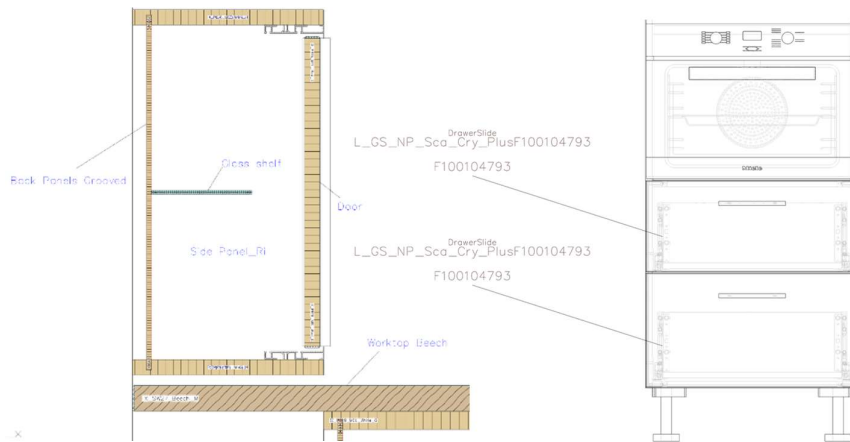 Glass shelf
Back Panels Grooved
Door
Side Panel_Ri
Worktop Beech
DrawerSlide
L_GS_NP_Sca_Cry_PlusF100104793
F100104793
DrawerSlide
L_GS_NP_Sca_Cry_PlusF100104793
F100104793